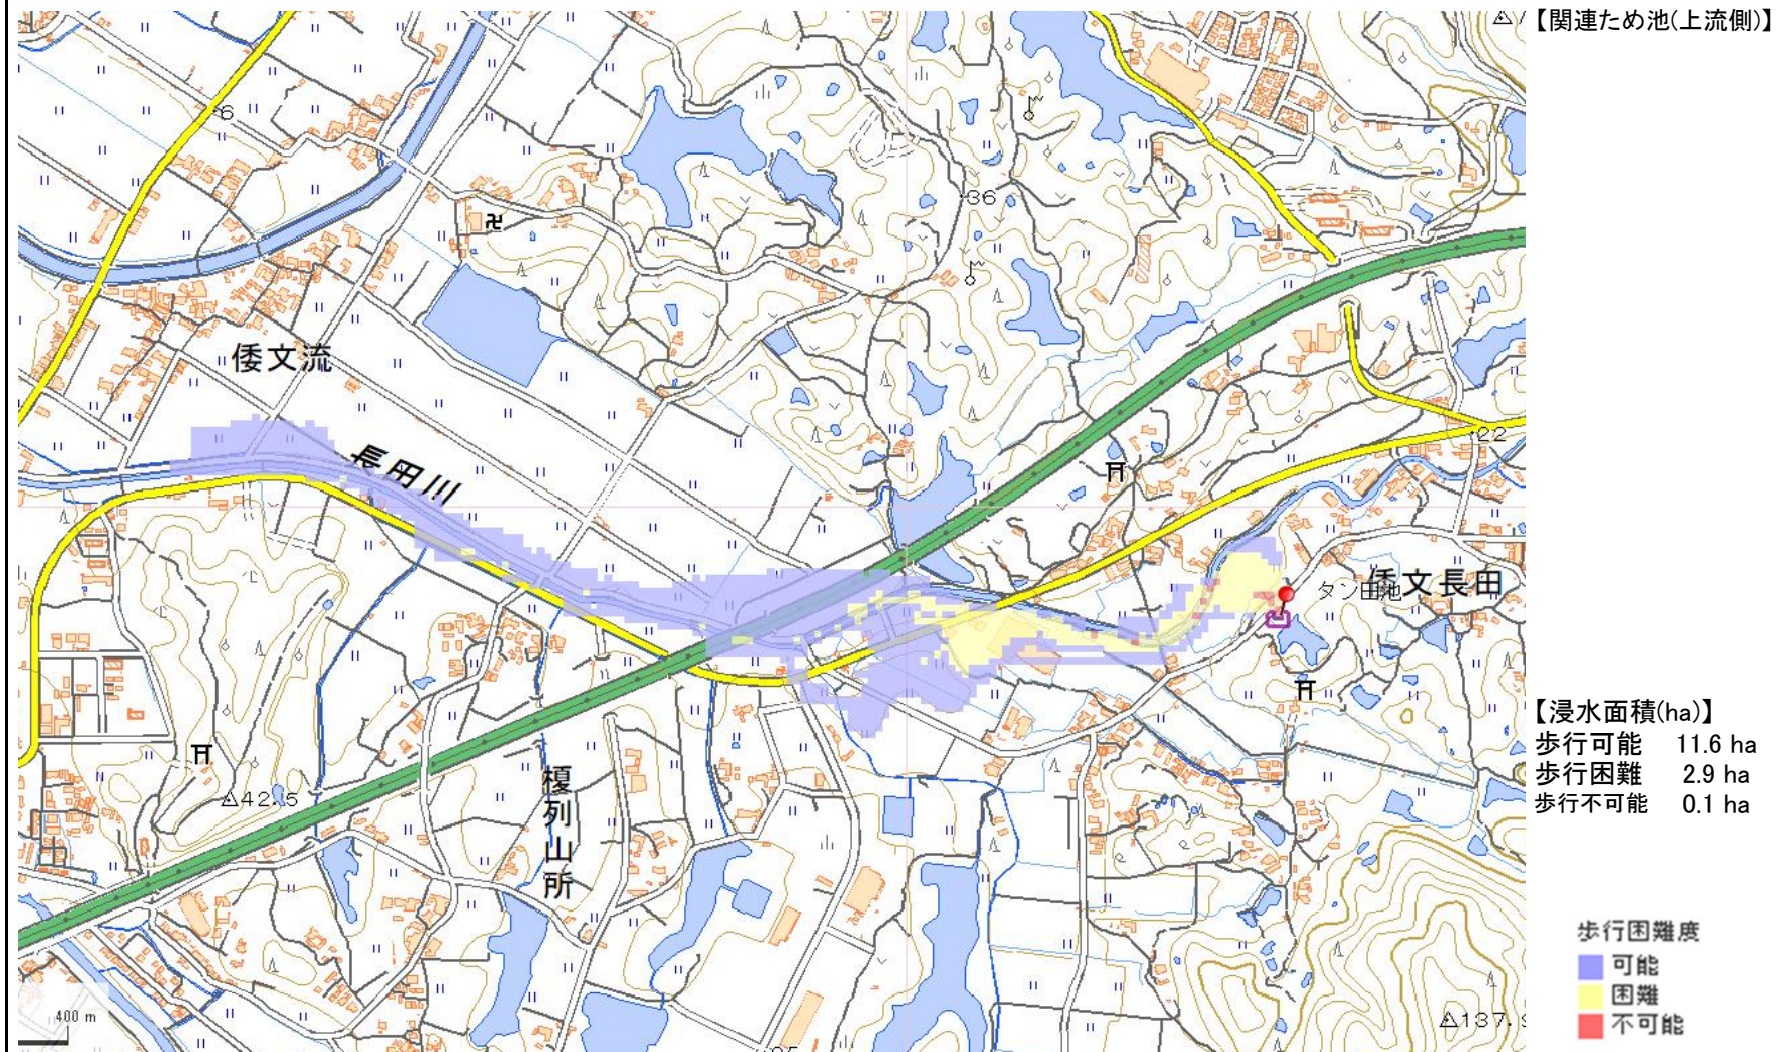 【関連ため池(上流側)】
6
36
倭文流
長田川
22
倭文長田
タン田池
42.5
榎列山所
【浸水面積(ha)】
歩行可能 11.6 ha
歩行困難 2.9 ha
歩行不可能 0.1 ha
歩行困難度
可能
困難
不可能
400 m